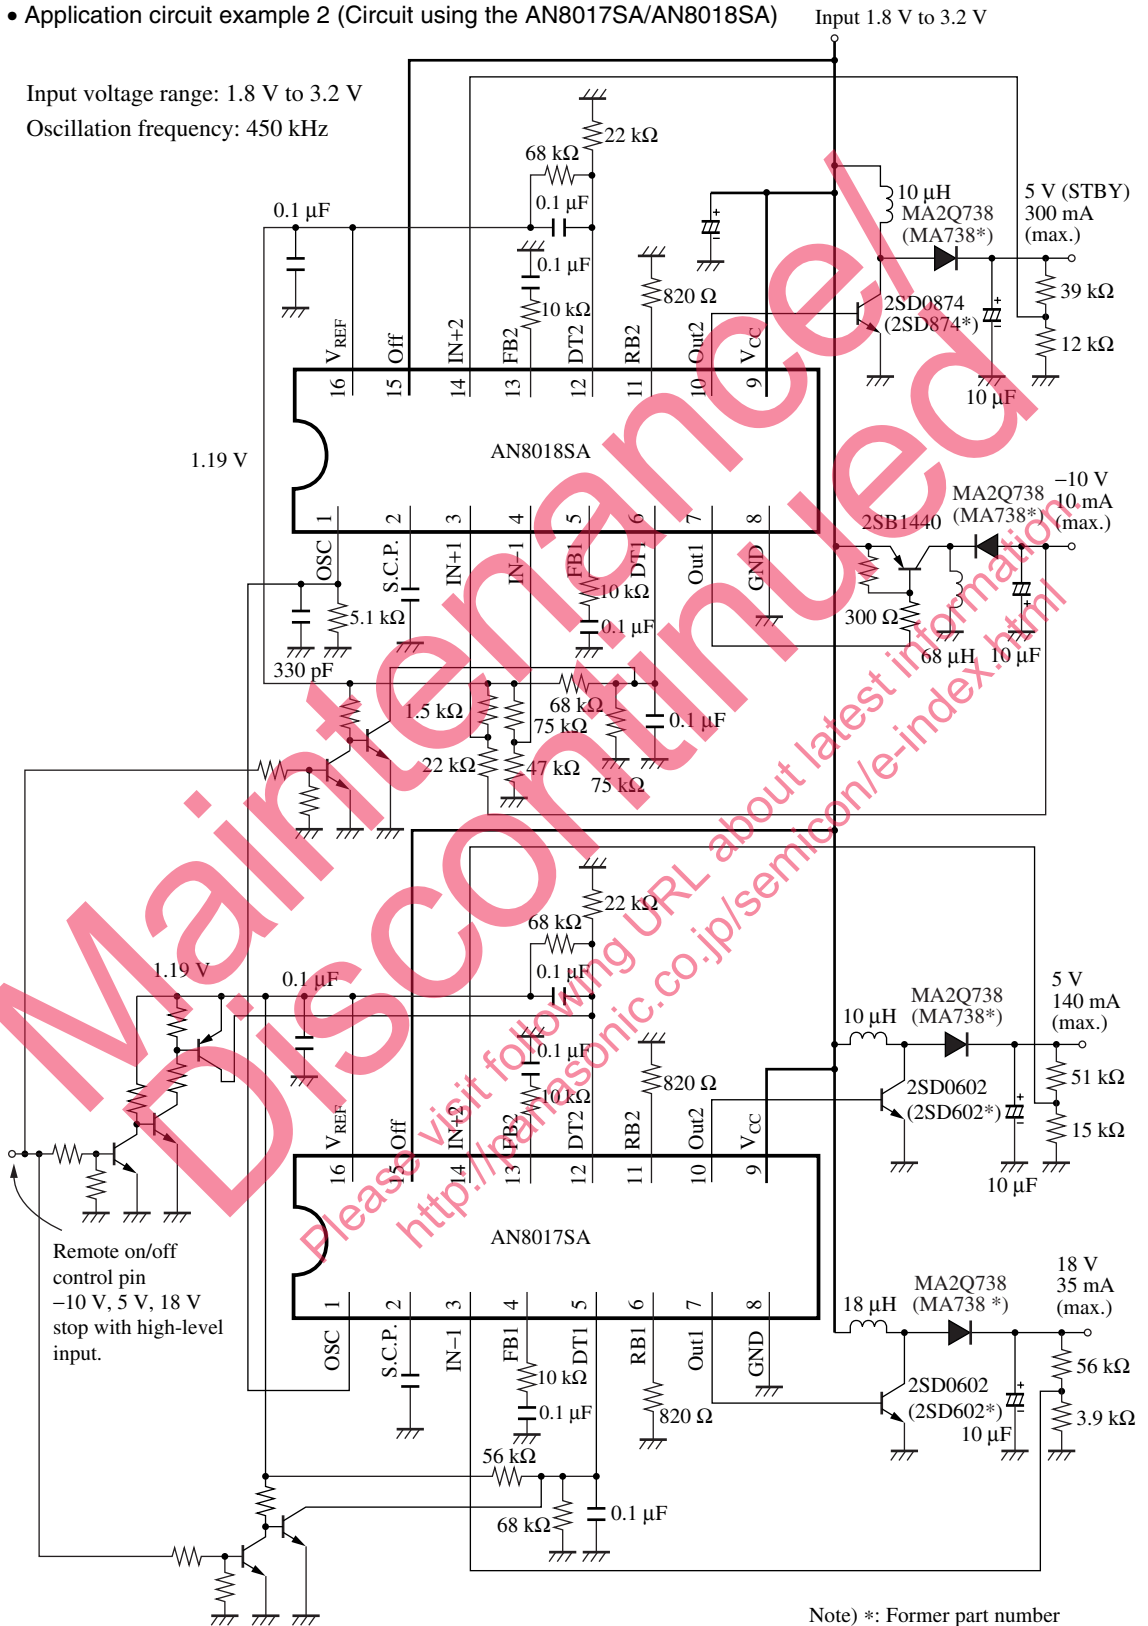 • Application circuit example 2 (Circuit using the AN8017SA/AN8018SA)
Input 1.8 V to 3.2 V
Input voltage range: 1.8 V to 3.2 V
Oscillation frequency: 450 kHz
22 kΩ
68 kΩ
0.1 μF
0.1 μF
0.1 μF
10 kΩ
820 Ω
10 μH
MA2Q738
(MA738*)
5 V (STBY)
300 mA
(max.)
2SD0874
(2SD874*)
39 kΩ
12 kΩ
10 μF
VREF
Off
IN+2
FB2
DT2
RB2
Out2
VCC
16
15
14
13
12
11
10
9
1.19 V
AN8018SA
1
2
3
4
5
6
7
8
OSC
S.C.P.
IN+1
IN−1
FB1
DT1
Out1
GND
MA2Q738
(MA738*)
−10 V
10 mA
(max.)
2SB1440
300 Ω
68 μH
10 μF
5.1 kΩ
330 pF
10 kΩ
0.1 μF
1.5 kΩ
68 kΩ
75 kΩ
0.1 μF
22 kΩ
47 kΩ
75 kΩ
22 kΩ
68 kΩ
0.1 μF
1.19 V
0.1 μF
0.1 μF
10 kΩ
820 Ω
10 μH
MA2Q738
(MA738*)
5 V
140 mA
(max.)
2SD0602
(2SD602*)
51 kΩ
15 kΩ
10 μF
VREF
Off
IN+2
FB2
DT2
RB2
Out2
VCC
16
15
14
13
12
11
10
9
AN8017SA
1
2
3
4
5
6
7
8
OSC
S.C.P.
IN−1
FB1
DT1
RB1
Out1
GND
Remote on/off
control pin
−10 V, 5 V, 18 V
stop with high-level
input.
18 μH
MA2Q738
(MA738 *)
18 V
35 mA
(max.)
2SD0602
(2SD602*)
56 kΩ
3.9 kΩ
10 μF
10 kΩ
0.1 μF
820 Ω
56 kΩ
68 kΩ
0.1 μF
Note) *: Former part number
Maintenance/
Discontinued
Please visit following URL about latest information.
http://panasonic.co.jp/semicon/e-index.html